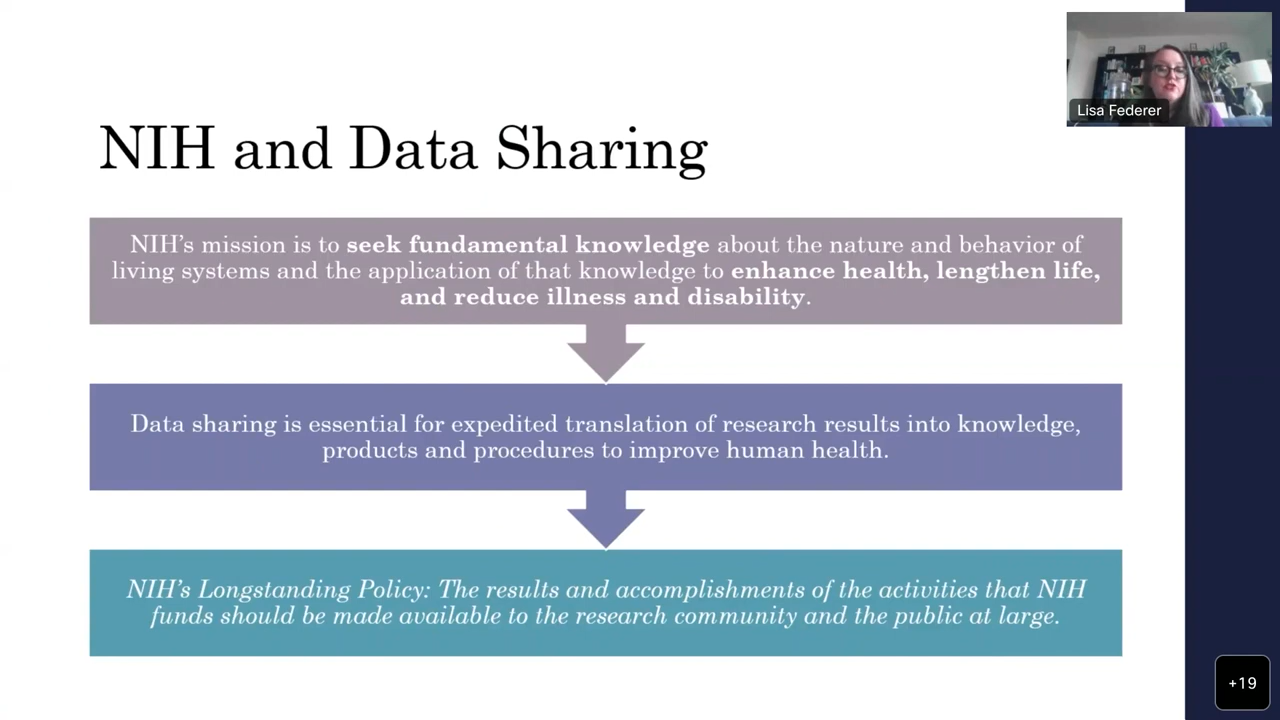 Lisa Federer
NIH and Data Sharing
NIH’s mission is to seek fundamental knowledge about the nature and behavior of
living systems and the application of that knowledge to enhance health, lengthen life,
and reduce illness and disability.
Data sharing is essential for expedited translation of research results into knowledge,
products and procedures to improve human health.
NIH’s Longstanding Policy: The results and accomplishments of the activities that NIH
funds should be made available to the research community and the public at large.
+19